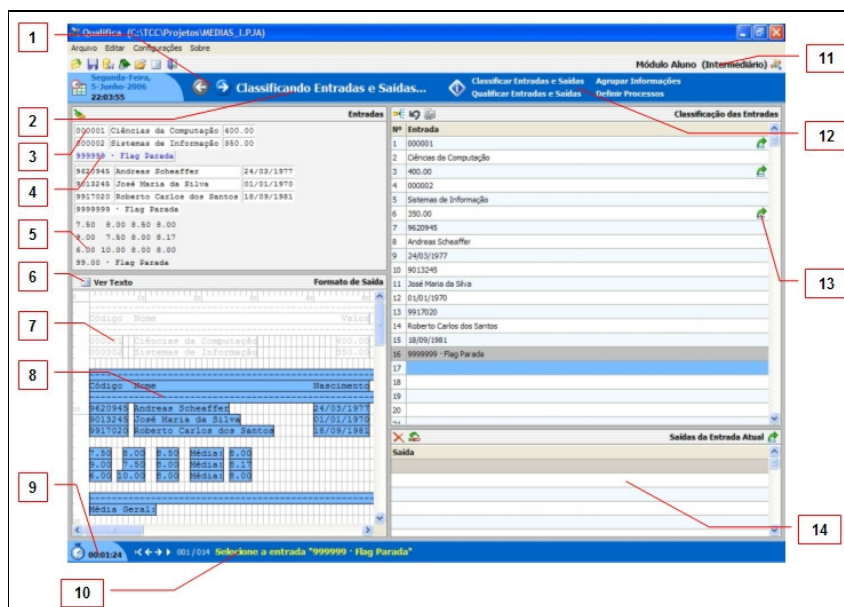 Qualifica (C:\TCC\Projetos\MEDIAS_I.PJA)
Arquivo Editar Configurações Sobre
Módulo Aluno (Intermediário)
Segunda-Feira,
5-Junho-2006
22:03:55
Classificando Entradas e Saídas...
Classificar Entradas e Saídas Agrupar Informações
Qualificar Entradas e Saídas Definir Processos
Entradas
000001 Ciências da Computação 400.00
000002 Sistemas de Informação 350.00
999999 · Flag Parada
9620945 Andreas Scheaffer 24/03/1977
9013245 José Maria da Silva 01/01/1970
9917020 Roberto Carlos dos Santos 18/09/1981
9999999 · Flag Parada
7.50 8.00 8.50 8.00
9.00 7.50 8.00 8.17
6.00 10.00 8.00 8.00
99.00 · Flag Parada
Ver Texto Formato de Saída
Código Nome Valor
000001 Ciências da Computação 400.00
000002 Sistemas de Informação 350.00
Código Nome Nascimento
9620945 Andreas Scheaffer 24/03/1977
9013245 José Maria da Silva 01/01/1970
9917020 Roberto Carlos dos Santos 18/09/1981
7.50 8.00 8.50 Média: 8.00
9.00 7.50 8.00 Média: 8.17
6.00 10.00 8.00 Média: 8.00
Média Geral:
Classificação das Entradas
Nº Entrada
1 000001
2 Ciências da Computação
3 400.00
4 000002
5 Sistemas de Informação
6 350.00
7 9620945
8 Andreas Scheaffer
9 24/03/1977
10 9013245
11 José Maria da Silva
12 01/01/1970
13 9917020
14 Roberto Carlos dos Santos
15 18/09/1981
16 9999999 · Flag Parada
17
18
19
20
Saídas da Entrada Atual
Saída
00:01:24 001/034 Selecione a entrada "999999 · Flag Parada"
1
2
3
4
5
6
7
8
9
10
11
12
13
14